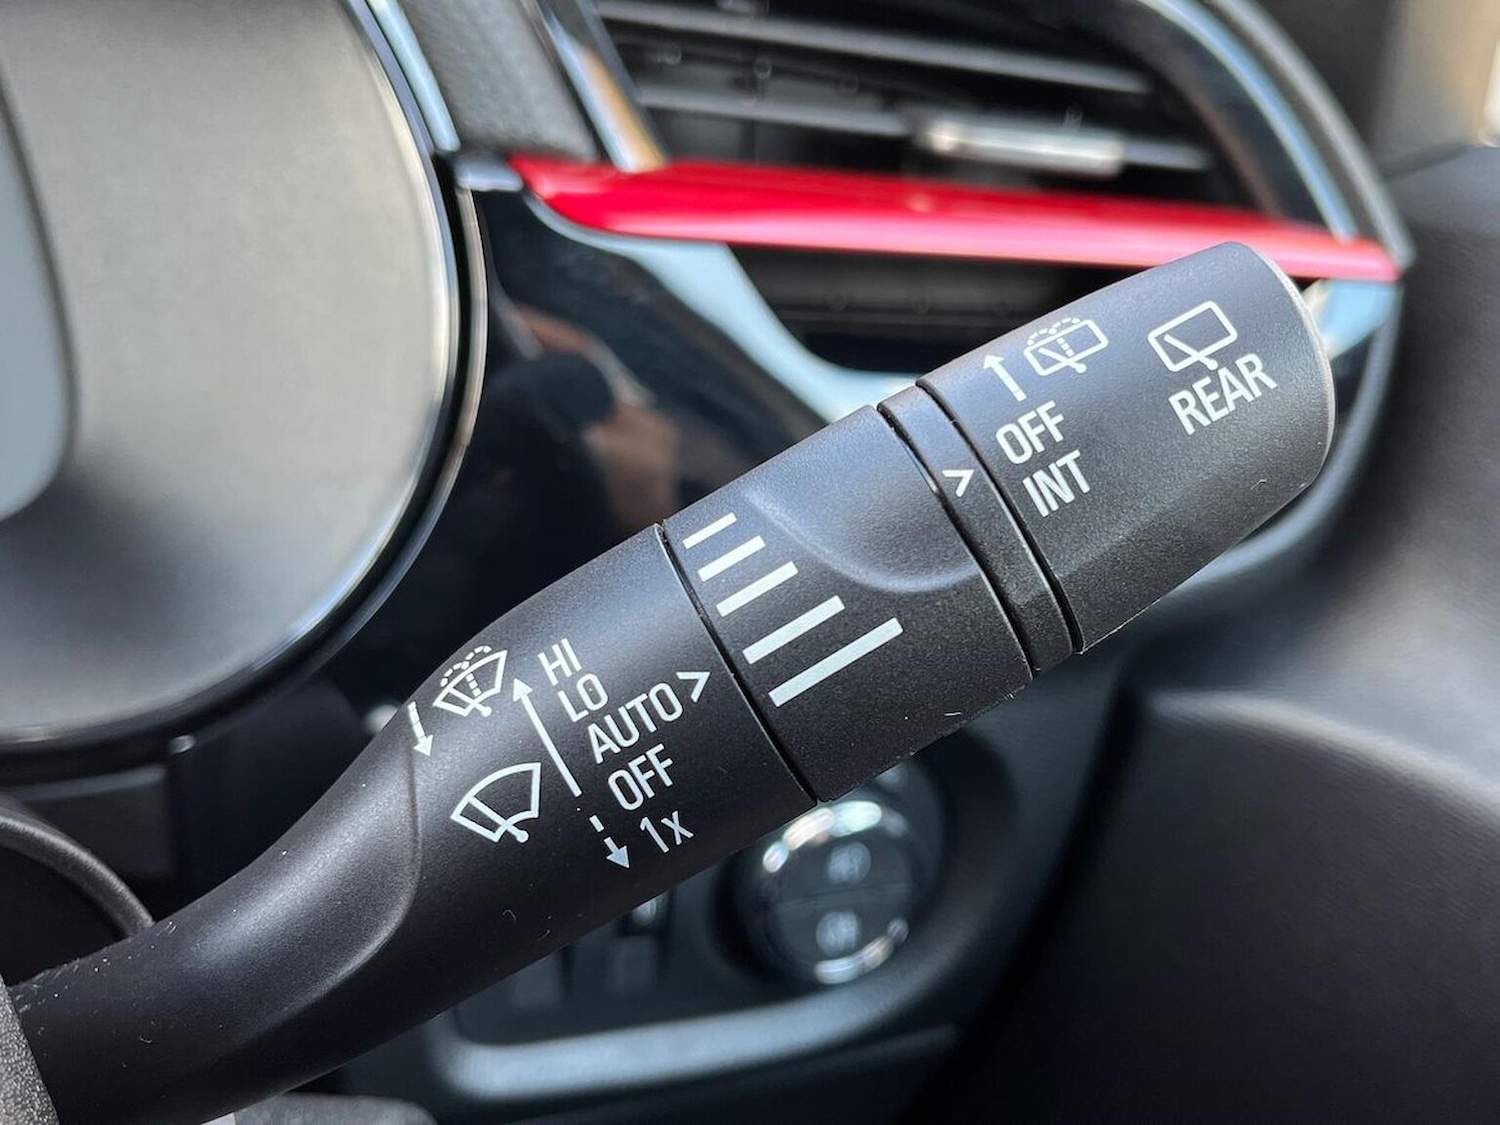 HI
LO
AUTO >
OFF
1x
>
OFF
INT
REAR